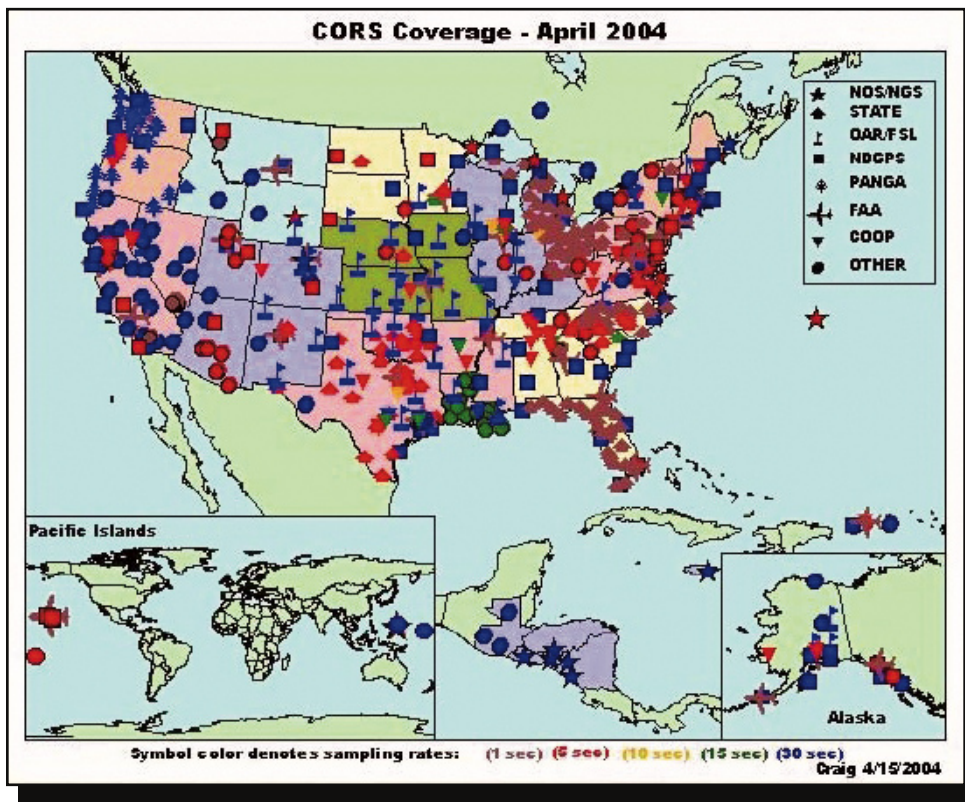 CORS Coverage - April 2004
NOS/NGS
STATE
OAR/FSL
NDGPS
PANGA
FAA
COOP
OTHER
Pacific Islands
Alaska
Symbol color denotes sampling rates: (1 sec) (5 sec) (10 sec) (15 sec) (30 sec)
Craig 4/15/2004